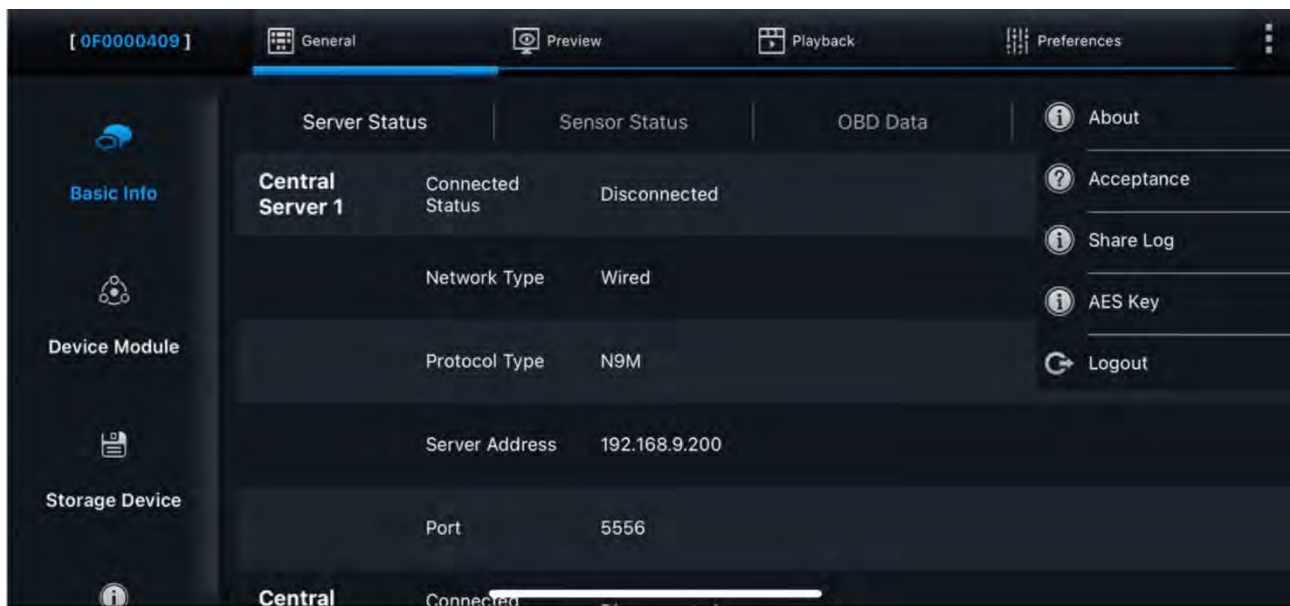 [ 0F0000409 ]
General
Preview
Playback
Preferences
Server Status
Sensor Status
OBD Data
About
Acceptance
Share Log
AES Key
Logout
Basic Info
Device Module
Storage Device
Central
Server 1
Connected
Status
Disconnected
Network Type
Wired
Protocol Type
N9M
Server Address
192.168.9.200
Port
5556
Central
Connected